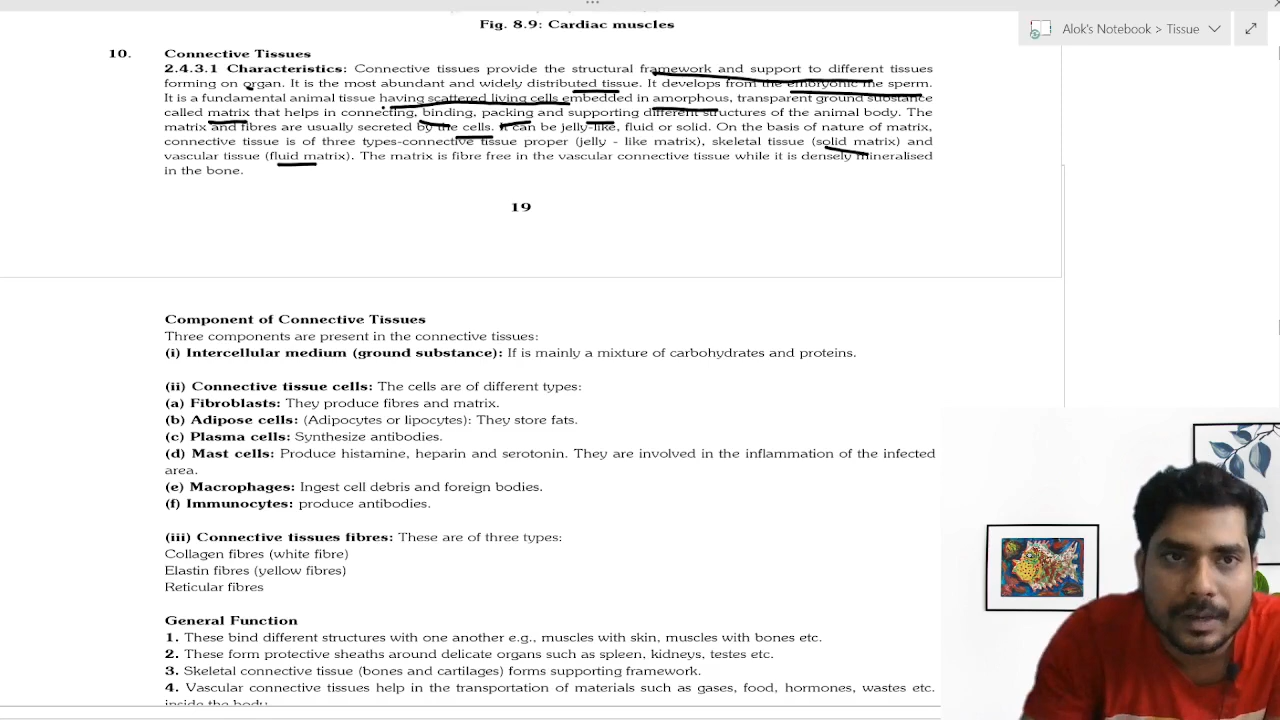 Fig. 8.9: Cardiac muscles
Alok's Notebook > Tissue
10. Connective Tissues
2.4.3.1 Characteristics: Connective tissues provide the structural framework and support to different tissues
forming on organ. It is the most abundant and widely distributed tissue. It develops from the embryonic me sperm.
It is a fundamental animal tissue having scattered living cells embedded in amorphous, transparent ground substance
called matrix that helps in connecting, binding, packing and supporting different structures of the animal body. The
matrix and fibres are usually secreted by the cells. It can be jelly-like, fluid or solid. On the basis of nature of matrix,
connective tissue is of three types-connective tissue proper (jelly - like matrix), skeletal tissue (solid matrix) and
vascular tissue (fluid matrix). The matrix is fibre free in the vascular connective tissue while it is densely mineralised
in the bone.
19
Component of Connective Tissues
Three components are present in the connective tissues:
(i) Intercellular medium (ground substance): If is mainly a mixture of carbohydrates and proteins.
(ii) Connective tissue cells: The cells are of different types:
(a) Fibroblasts: They produce fibres and matrix.
(b) Adipose cells: (Adipocytes or lipocytes): They store fats.
(c) Plasma cells: Synthesize antibodies.
(d) Mast cells: Produce histamine, heparin and serotonin. They are involved in the inflammation of the infected
area.
(e) Macrophages: Ingest cell debris and foreign bodies.
(f) Immunocytes: produce antibodies.
(iii) Connective tissues fibres: These are of three types:
Collagen fibres (white fibre)
Elastin fibres (yellow fibres)
Reticular fibres
General Function
1. These bind different structures with one another e.g., muscles with skin, muscles with bones etc.
2. These form protective sheaths around delicate organs such as spleen, kidneys, testes etc.
3. Skeletal connective tissue (bones and cartilages) forms supporting framework.
4. Vascular connective tissues help in the transportation of materials such as gases, food, hormones, wastes etc.
inside the body